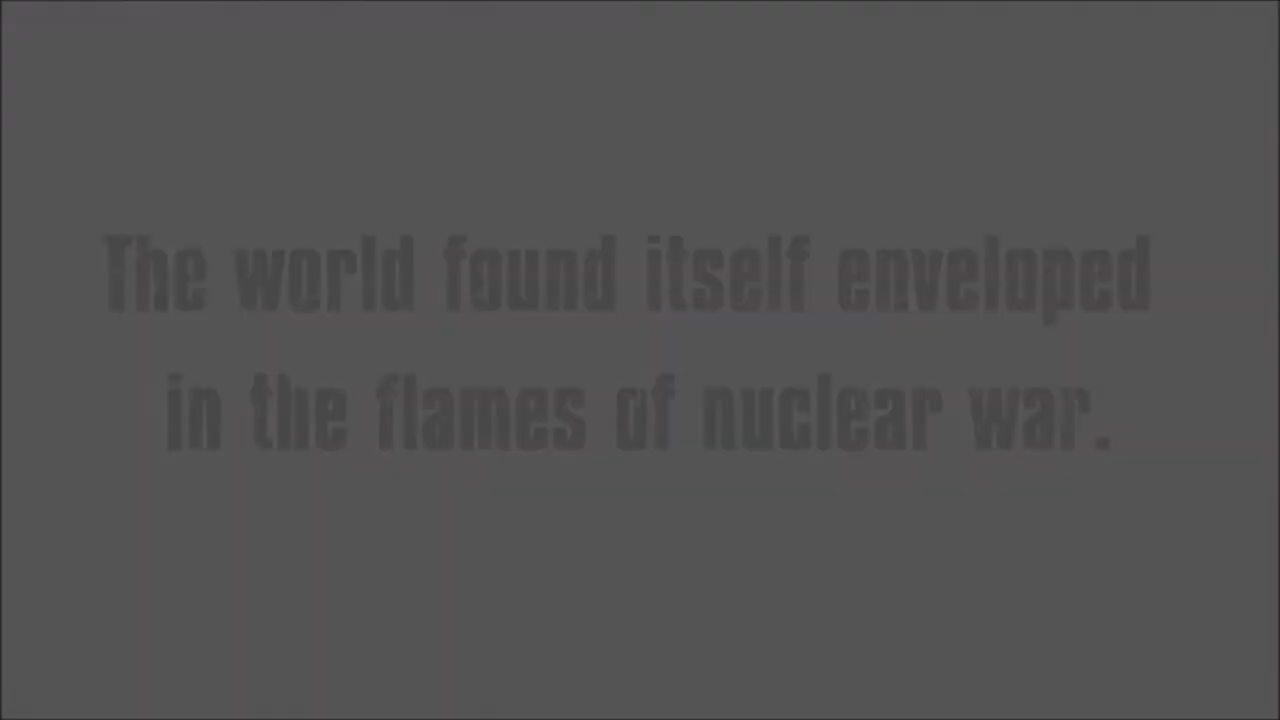 The world found itself enveloped
in the flames of nuclear war.